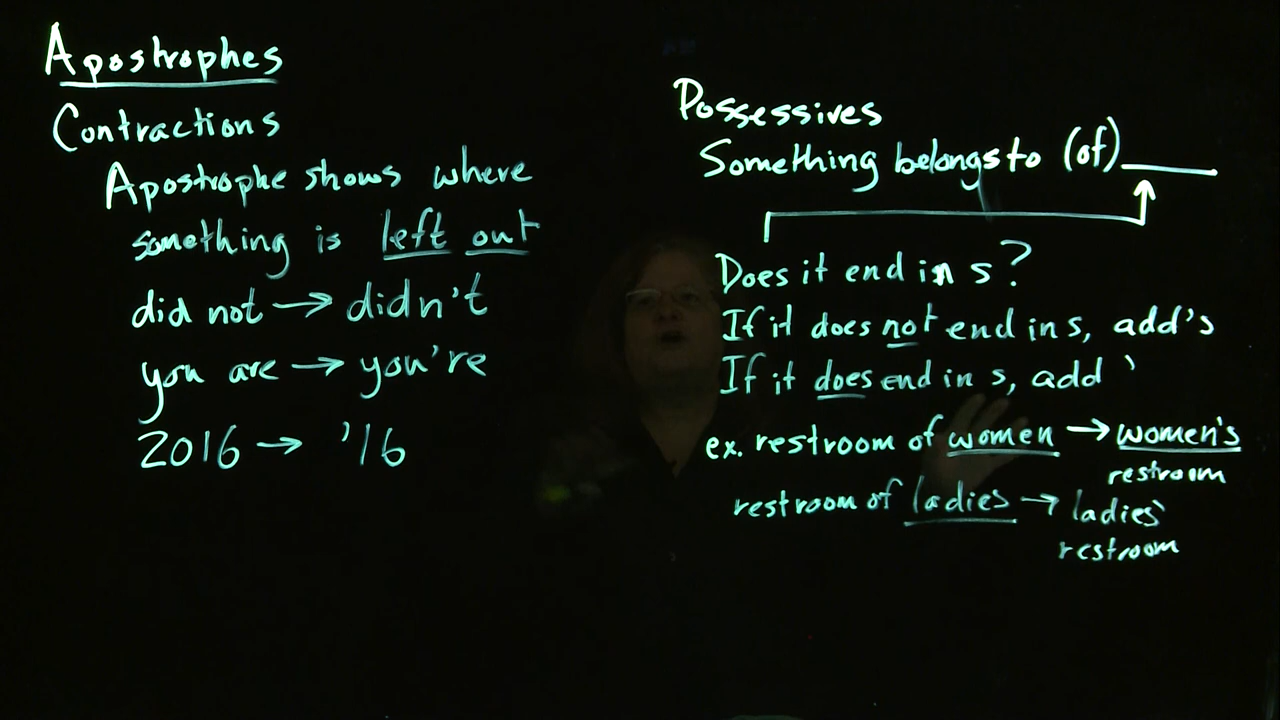 Apostrophes
Contractions
Apostrophe shows where
something is left out
did not → didn't
you are → you're
2016 → '16
Possessives
Something belongs to (of) ____
Does it end in s?
If it does not end in s, add 's
If it does end in s, add '
ex. restroom of women → women's
restroom
restroom of ladies → ladies'
restroom